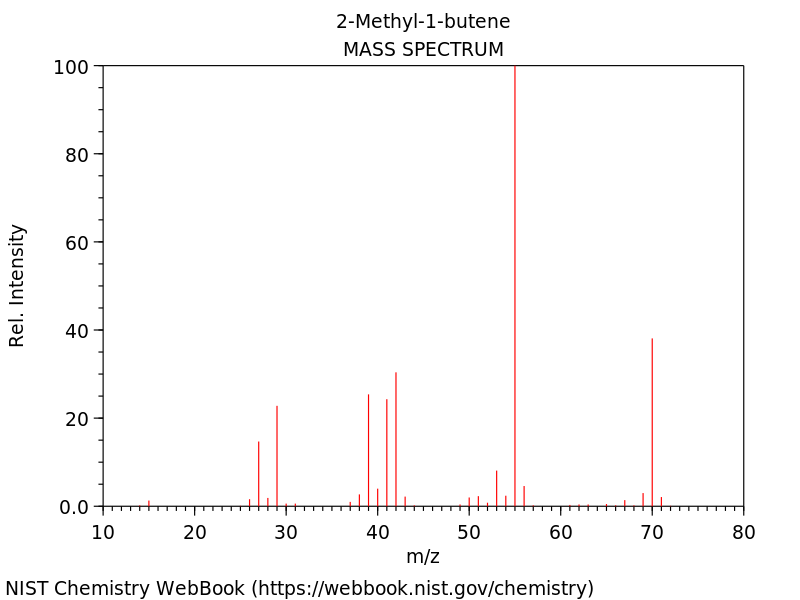 2-Methyl-1-butene
MASS SPECTRUM
100
80
60
40
20
0.0
Rel. Intensity
10 20 30 40 50 60 70 80
m/z
NIST Chemistry WebBook (https://webbook.nist.gov/chemistry)